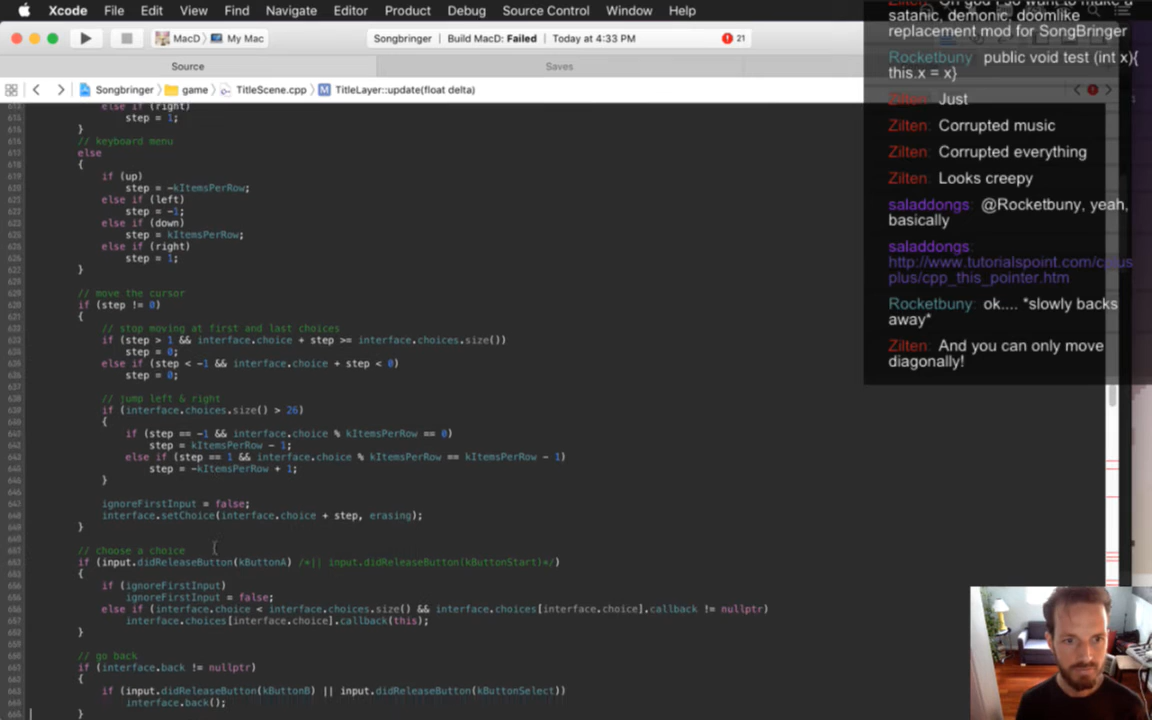 Xcode File Edit View Find Navigate Editor Product Debug Source Control Window Help
MacD My Mac
Songbringer | Build MacD: Failed | Today at 4:33 PM
21
Source
Saves
Songbringer game TitleScene.cpp M TitleLayer::update(float delta)
else if (right)
step = 1;
}
// keyboard menu
else
{
if (up)
step = -kItemsPerRow;
else if (left)
step = -1;
else if (down)
step = kItemsPerRow;
else if (right)
step = 1;
}
// move the cursor
if (step != 0)
{
// stop moving at first and last choices
if (step > 1 && interface.choice + step >= interface.choices.size())
step = 0;
else if (step < -1 && interface.choice + step < 0)
step = 0;
// jump left & right
if (interface.choices.size() > 26)
{
if (step == -1 && interface.choice % kItemsPerRow == 0)
step = kItemsPerRow - 1;
else if (step == 1 && interface.choice % kItemsPerRow == kItemsPerRow - 1)
step = -kItemsPerRow + 1;
}
ignoreFirstInput = false;
interface.setChoice(interface.choice + step, erasing);
}
// choose a choice
if (input.didReleaseButton(kButtonA) /*|| input.didReleaseButton(kButtonStart)*/)
{
if (ignoreFirstInput)
ignoreFirstInput = false;
else if (interface.choice < interface.choices.size() && interface.choices[interface.choice].callback != nullptr)
interface.choices[interface.choice].callback(this);
}
// go back
if (interface.back != nullptr)
{
if (input.didReleaseButton(kButtonB) || input.didReleaseButton(kButtonSelect))
interface.back();
}
satanic, demonic, doomlike
replacement mod for SongBringer
Rocketbuny public void test (int x){
this.x = x}
Zilten: Just
Zilten: Corrupted music
Zilten: Corrupted everything
Zilten: Looks creepy
saladdongs: @Rocketbuny, yeah,
basically
saladdongs:
http://www.tutorialspoint.com/cplus
plus/cpp_this_pointer.htm
Rocketbuny: ok.... *slowly backs
away*
Zilten: And you can only move
diagonally!